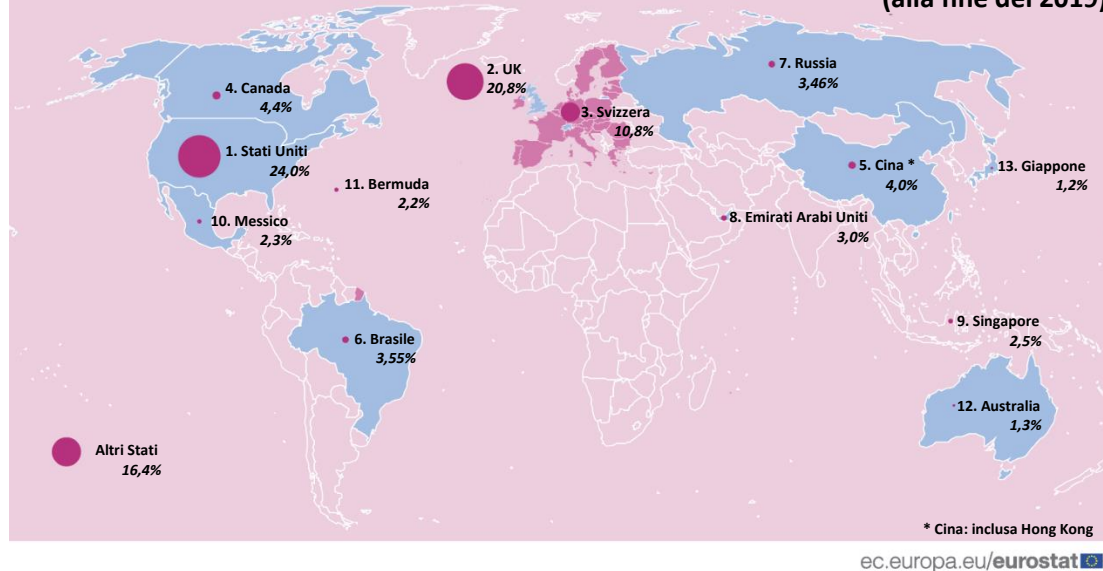 (alla fine del 2019)
2. UK
20,8%
7. Russia
3,46%
4. Canada
4,4%
3. Svizzera
10,8%
1. Stati Uniti
24,0%
5. Cina *
4,0%
13. Giappone
1,2%
11. Bermuda
2,2%
10. Messico
2,3%
8. Emirati Arabi Uniti
3,0%
9. Singapore
2,5%
6. Brasile
3,55%
12. Australia
1,3%
Altri Stati
16,4%
* Cina: inclusa Hong Kong
ec.europa.eu/eurostat